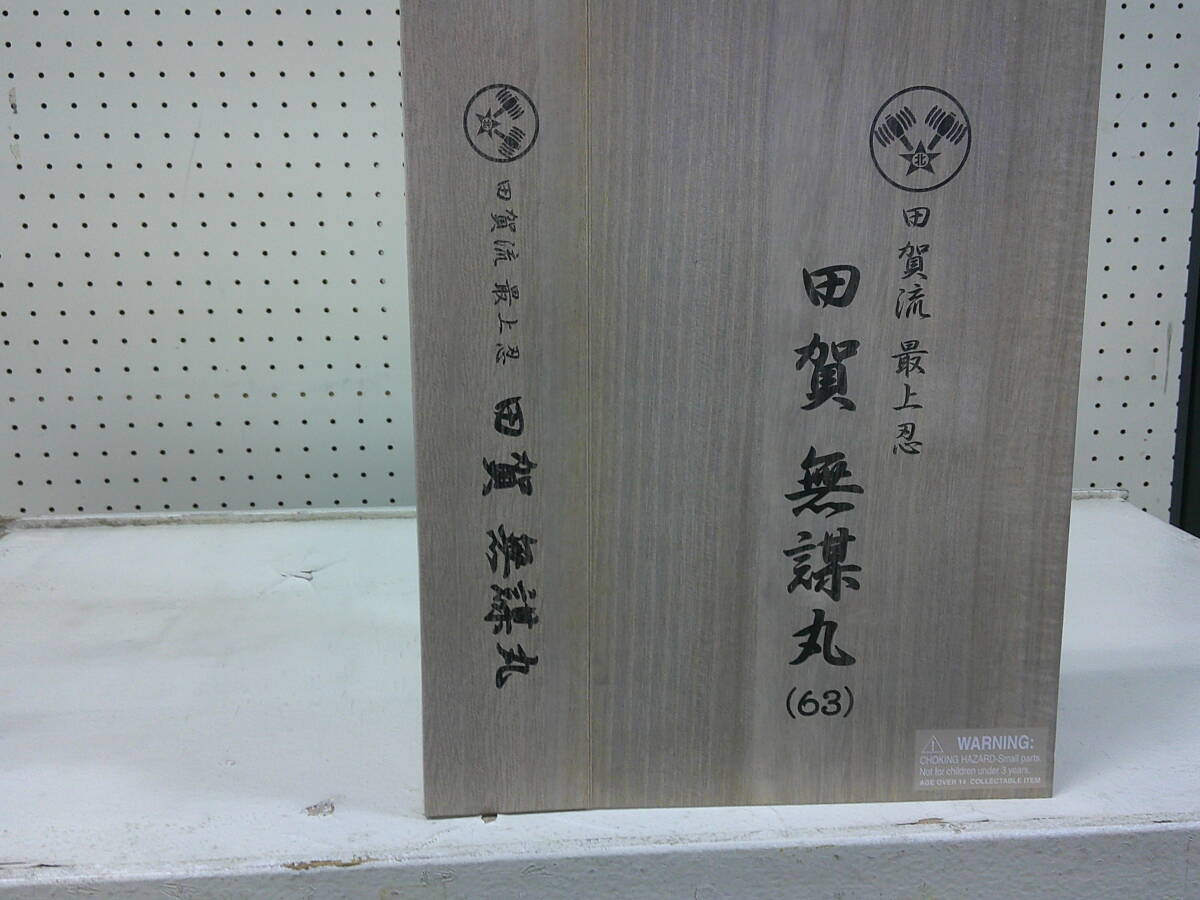 北
田賀流 最上忍
田賀 無謀丸
(63)
田賀流 最上忍
田賀 無謀丸
WARNING:
CHOKING HAZARD-Small parts.
Not for children under 3 years.
AGE OVER 14 COLLECTABLE ITEM